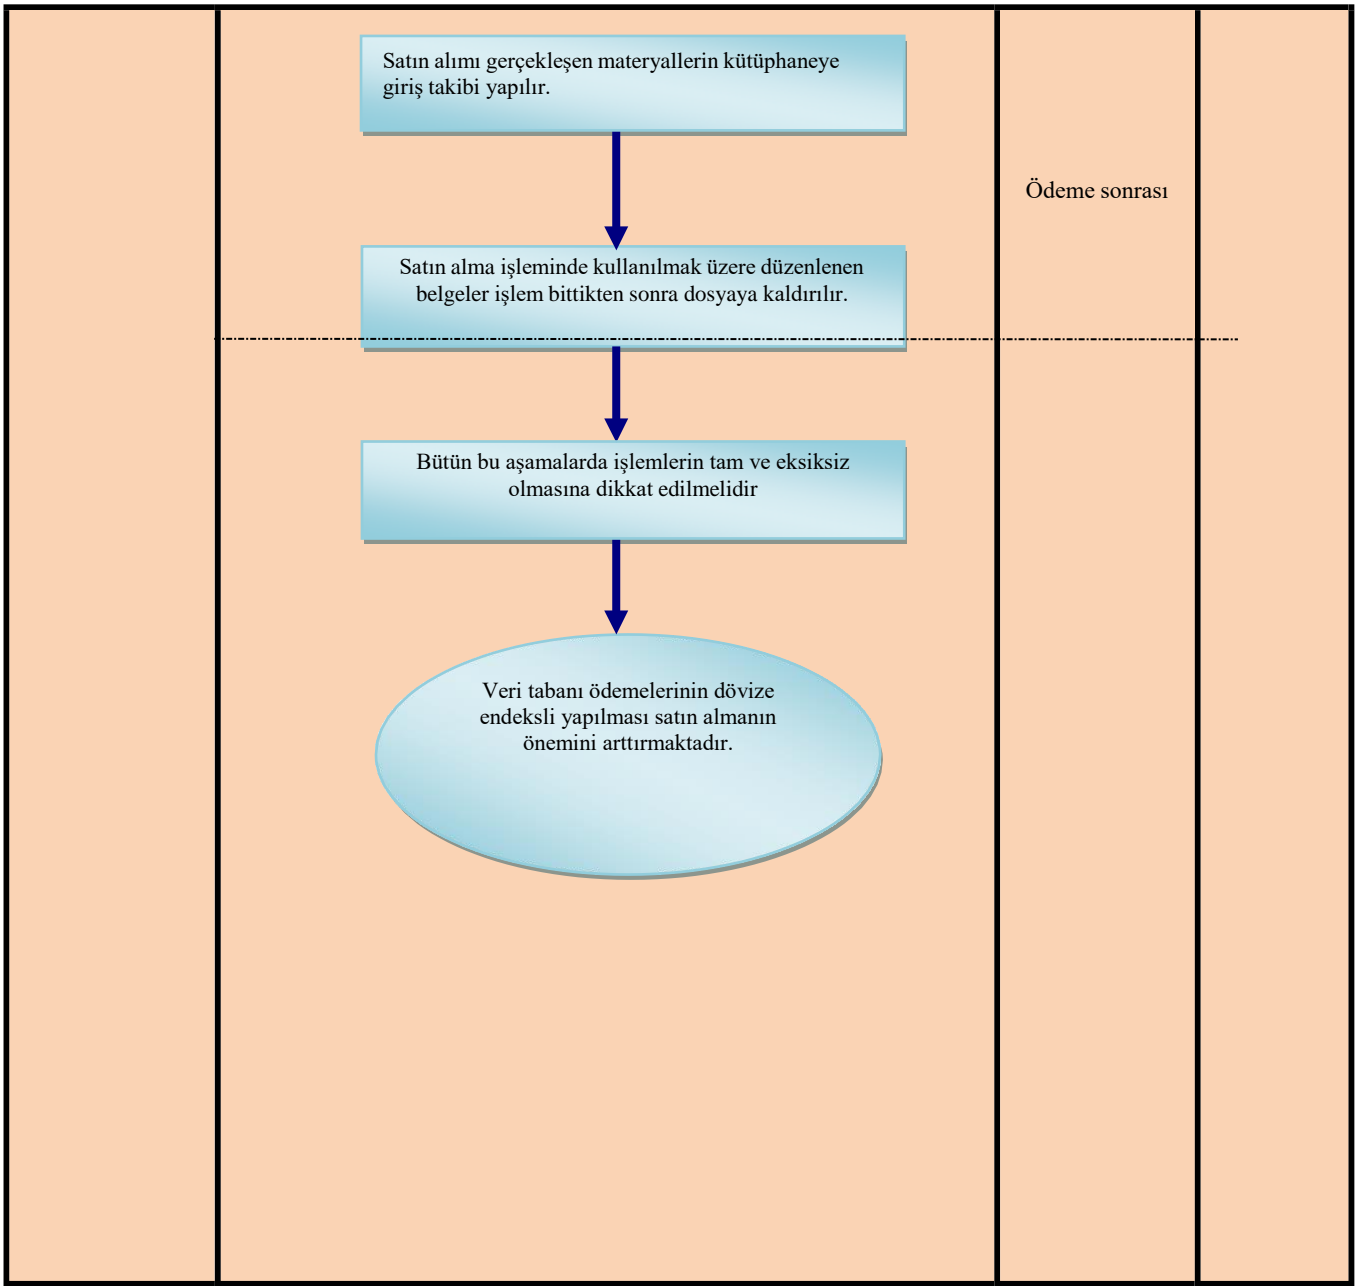 Satın alımı gerçekleşen materyallerin kütüphaneye
giriş takibi yapılır.
Ödeme sonrası
Satın alma işleminde kullanılmak üzere düzenlenen
belgeler işlem bittikten sonra dosyaya kaldırılır.
Bütün bu aşamalarda işlemlerin tam ve eksiksiz
olmasına dikkat edilmelidir
Veri tabanı ödemelerinin dövize
endeksli yapılması satın almanın
önemini arttırmaktadır.